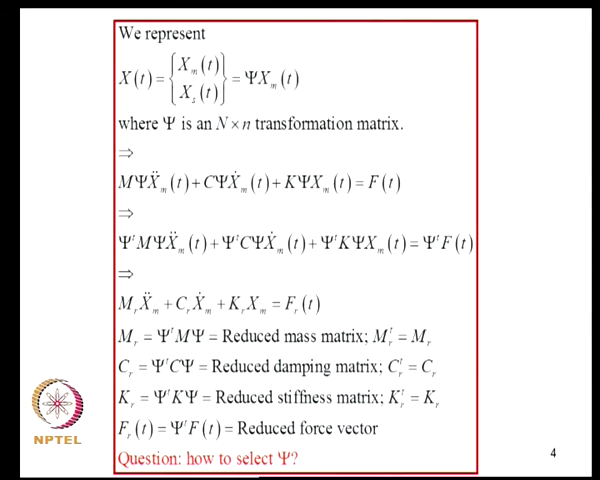 We represent
X(t) = { X_m(t) X_s(t) } = ΨX_m(t)
where Ψ is an N × n transformation matrix.
⇒
MΨẌ_m(t) + CΨẊ_m(t) + KΨX_m(t) = F(t)
⇒
Ψ^t MΨẌ_m(t) + Ψ^t CΨẊ_m(t) + Ψ^t KΨX_m(t) = Ψ^t F(t)
⇒
M_r Ẍ_m + C_r Ẋ_m + K_r X_m = F_r(t)
M_r = Ψ^t MΨ = Reduced mass matrix; M_r^t = M_r
C_r = Ψ^t CΨ = Reduced damping matrix; C_r^t = C_r
K_r = Ψ^t KΨ = Reduced stiffness matrix; K_r^t = K_r
F_r(t) = Ψ^t F(t) = Reduced force vector
Question: how to select Ψ?
NPTEL
4